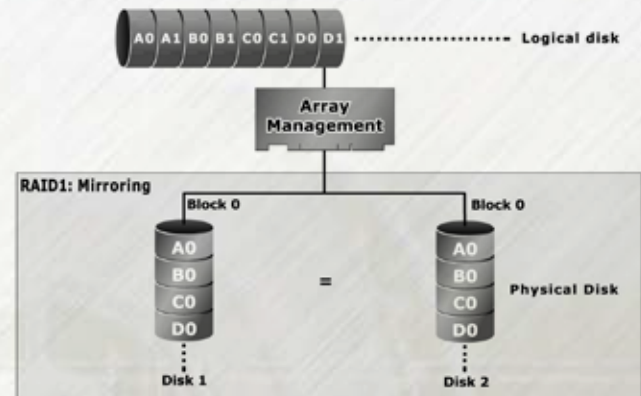 A0 A1 B0 B1 C0 C1 D0 D1 Logical disk
Array
Management
RAID1: Mirroring
Block 0 Block 0
A0 A0
B0 B0
C0 = C0 Physical Disk
D0 D0
Disk 1 Disk 2